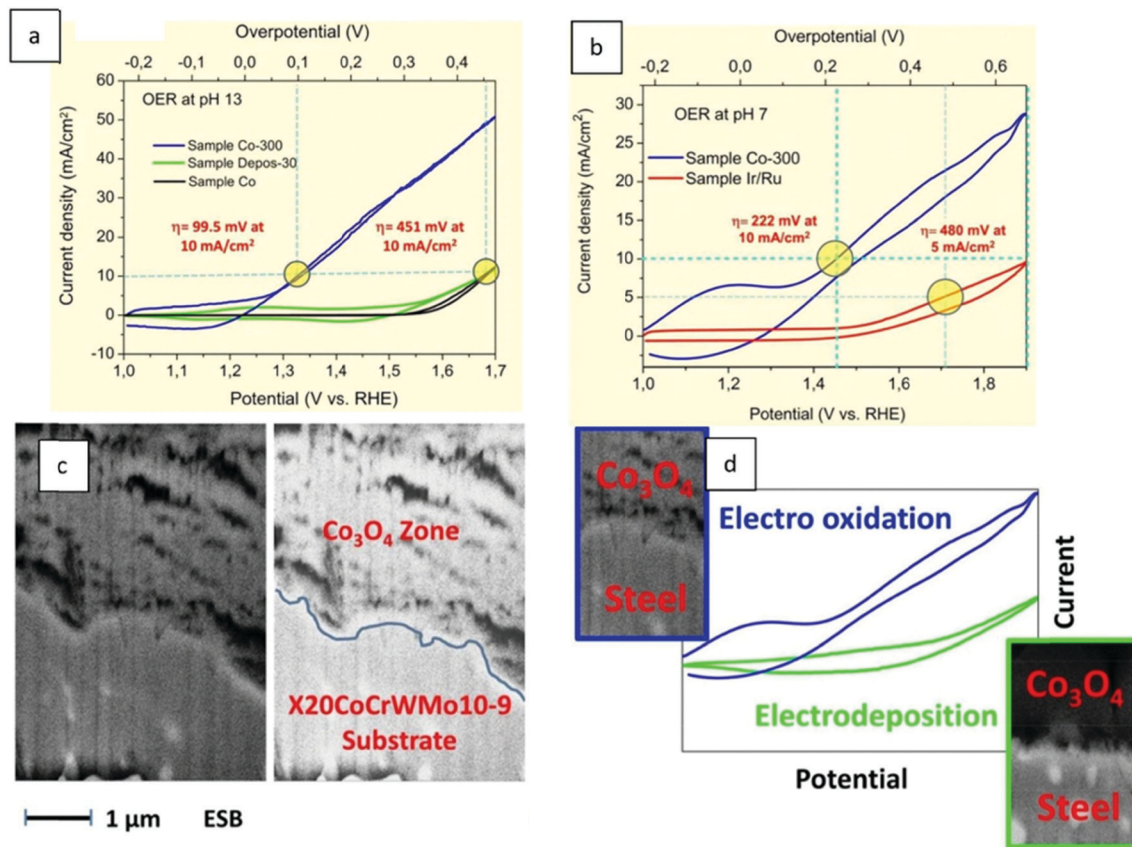 a
Overpotential (V)
-0,2 0,0 0,1 0,2 0,4
60
50
40
30
20
10
0
-10
Current density (mA/cm²)
OER at pH 13
Sample Co-300
Sample Depos-30
Sample Co
η= 99.5 mV at
10 mA/cm²
η= 451 mV at
10 mA/cm²
1,0 1,1 1,2 1,3 1,4 1,5 1,6 1,7
Potential (V vs. RHE)
b
Overpotential (V)
-0,2 0,0 0,2 0,4 0,6
30
25
20
15
10
5
0
Current density (mA/cm²)
OER at pH 7
Sample Co-300
Sample Ir/Ru
η= 222 mV at
10 mA/cm²
η= 480 mV at
5 mA/cm²
1,0 1,2 1,4 1,6 1,8
Potential (V vs. RHE)
c
Co₃O₄ Zone
X20CoCrWMo10-9
Substrate
1 µm ESB
d
Co₃O₄
Steel
Electro oxidation
Electrodeposition
Current
Potential
Co₃O₄
Steel